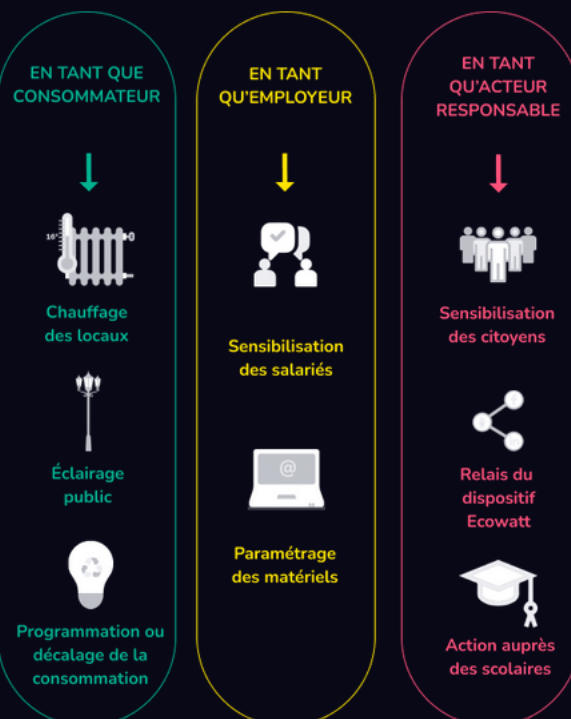 EN TANT QUE
CONSOMMATEUR
16°
Chauffage
des locaux
Éclairage
public
Programmation ou
décalage de la
consommation
EN TANT
QU'EMPLOYEUR
Sensibilisation
des salariés
@
Paramétrage
des matériels
EN TANT
QU'ACTEUR
RESPONSABLE
Sensibilisation
des citoyens
f
in
Relais du
dispositif
Ecowatt
Action auprès
des scolaires